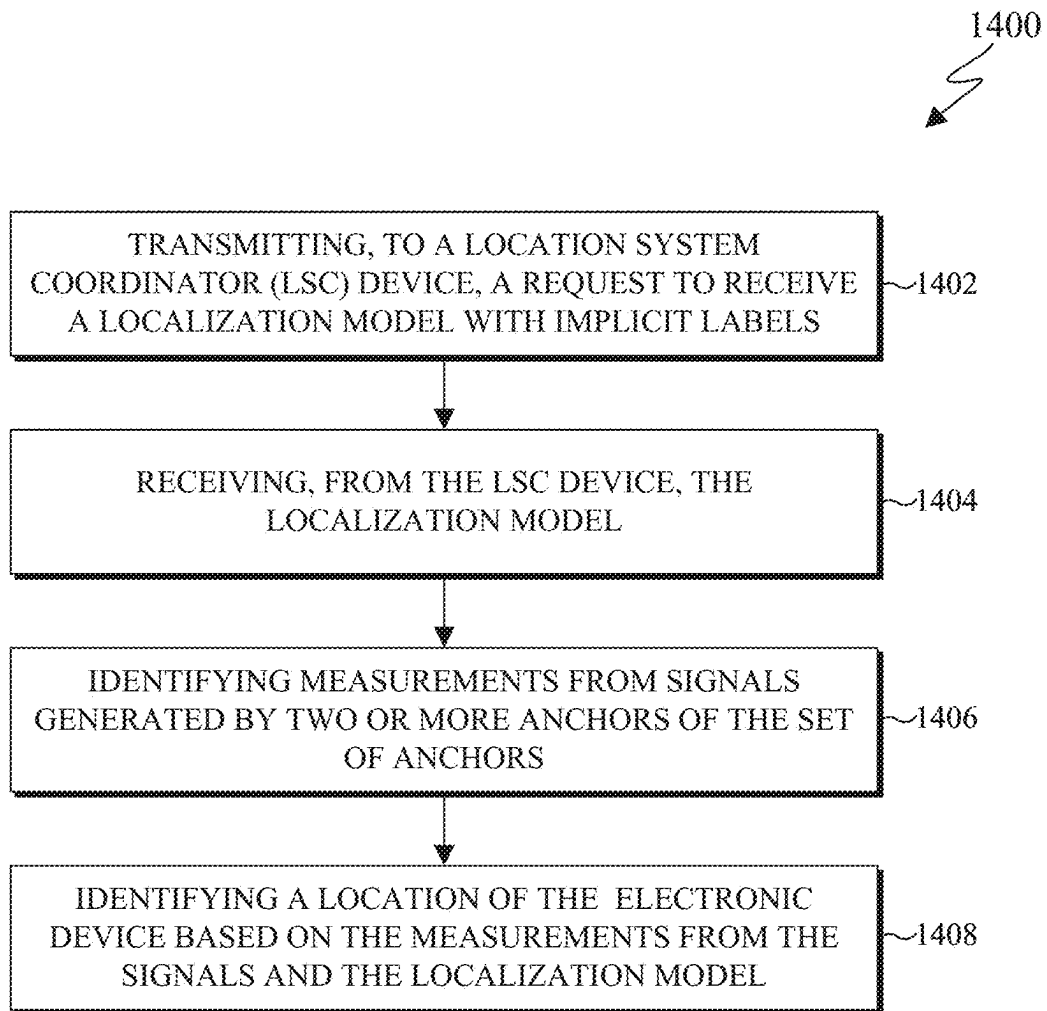 1400
TRANSMITTING, TO A LOCATION SYSTEM
COORDINATOR (LSC) DEVICE, A REQUEST TO RECEIVE
A LOCALIZATION MODEL WITH IMPLICIT LABELS
1402
RECEIVING, FROM THE LSC DEVICE, THE
LOCALIZATION MODEL
1404
IDENTIFYING MEASUREMENTS FROM SIGNALS
GENERATED BY TWO OR MORE ANCHORS OF THE SET
OF ANCHORS
1406
IDENTIFYING A LOCATION OF THE ELECTRONIC
DEVICE BASED ON THE MEASUREMENTS FROM THE
SIGNALS AND THE LOCALIZATION MODEL
1408